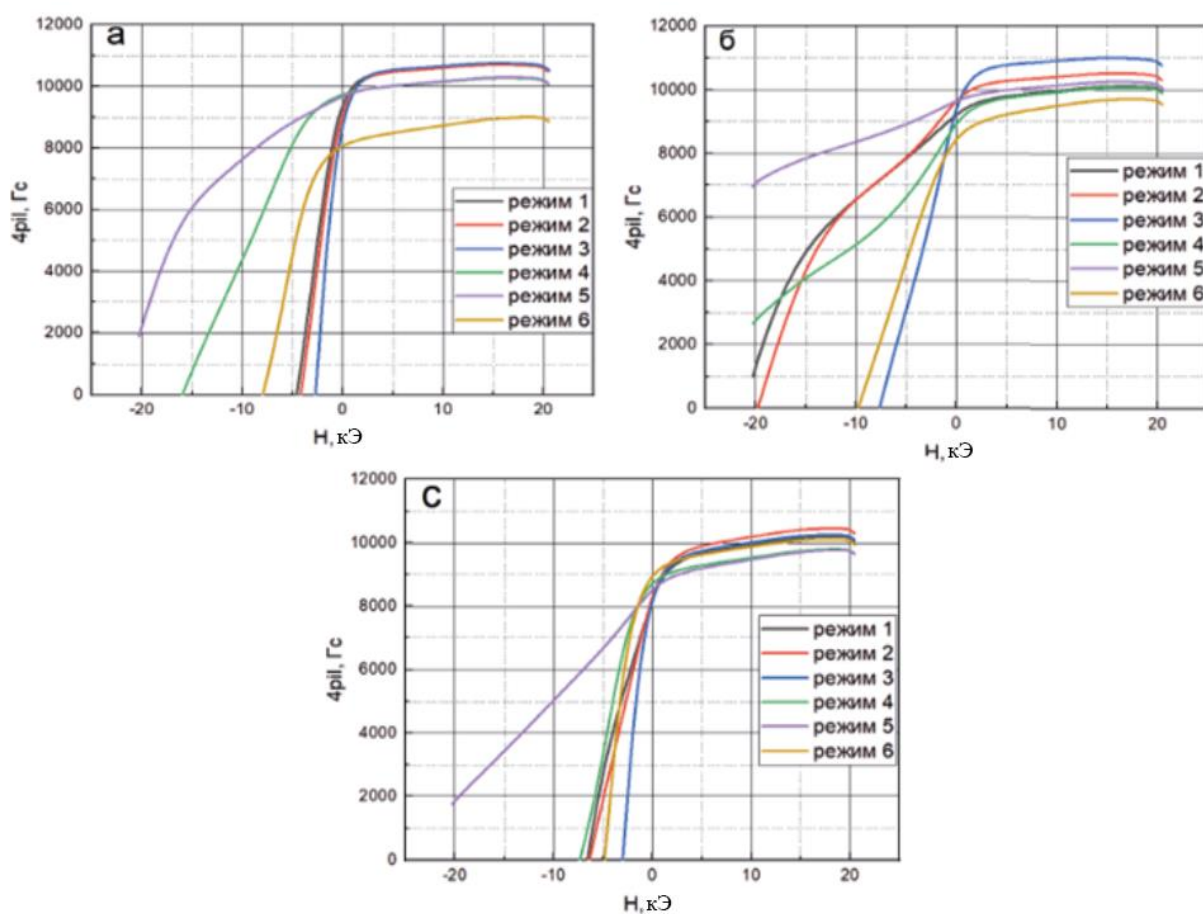 а
12000
10000
8000
6000
4000
2000
0
4pil, Гс
-20
-10
0
10
20
H, кЭ
режим 1
режим 2
режим 3
режим 4
режим 5
режим 6
б
12000
10000
8000
6000
4000
2000
0
4pil, Гс
-20
-10
0
10
20
H, кЭ
режим 1
режим 2
режим 3
режим 4
режим 5
режим 6
С
12000
10000
8000
6000
4000
2000
0
4pil, Гс
-20
-10
0
10
20
H, кЭ
режим 1
режим 2
режим 3
режим 4
режим 5
режим 6